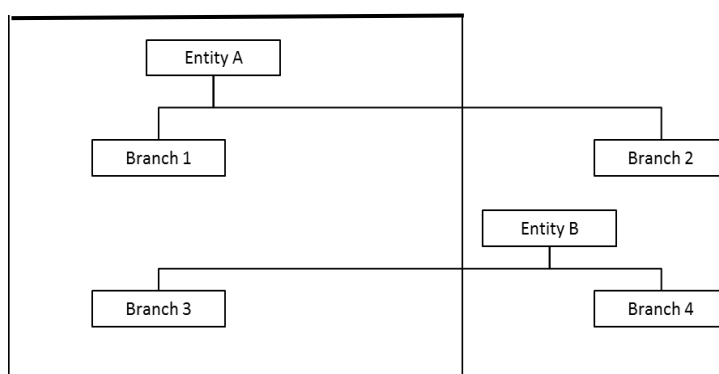 Entity A
Branch 1
Branch 2
Entity B
Branch 3
Branch 4